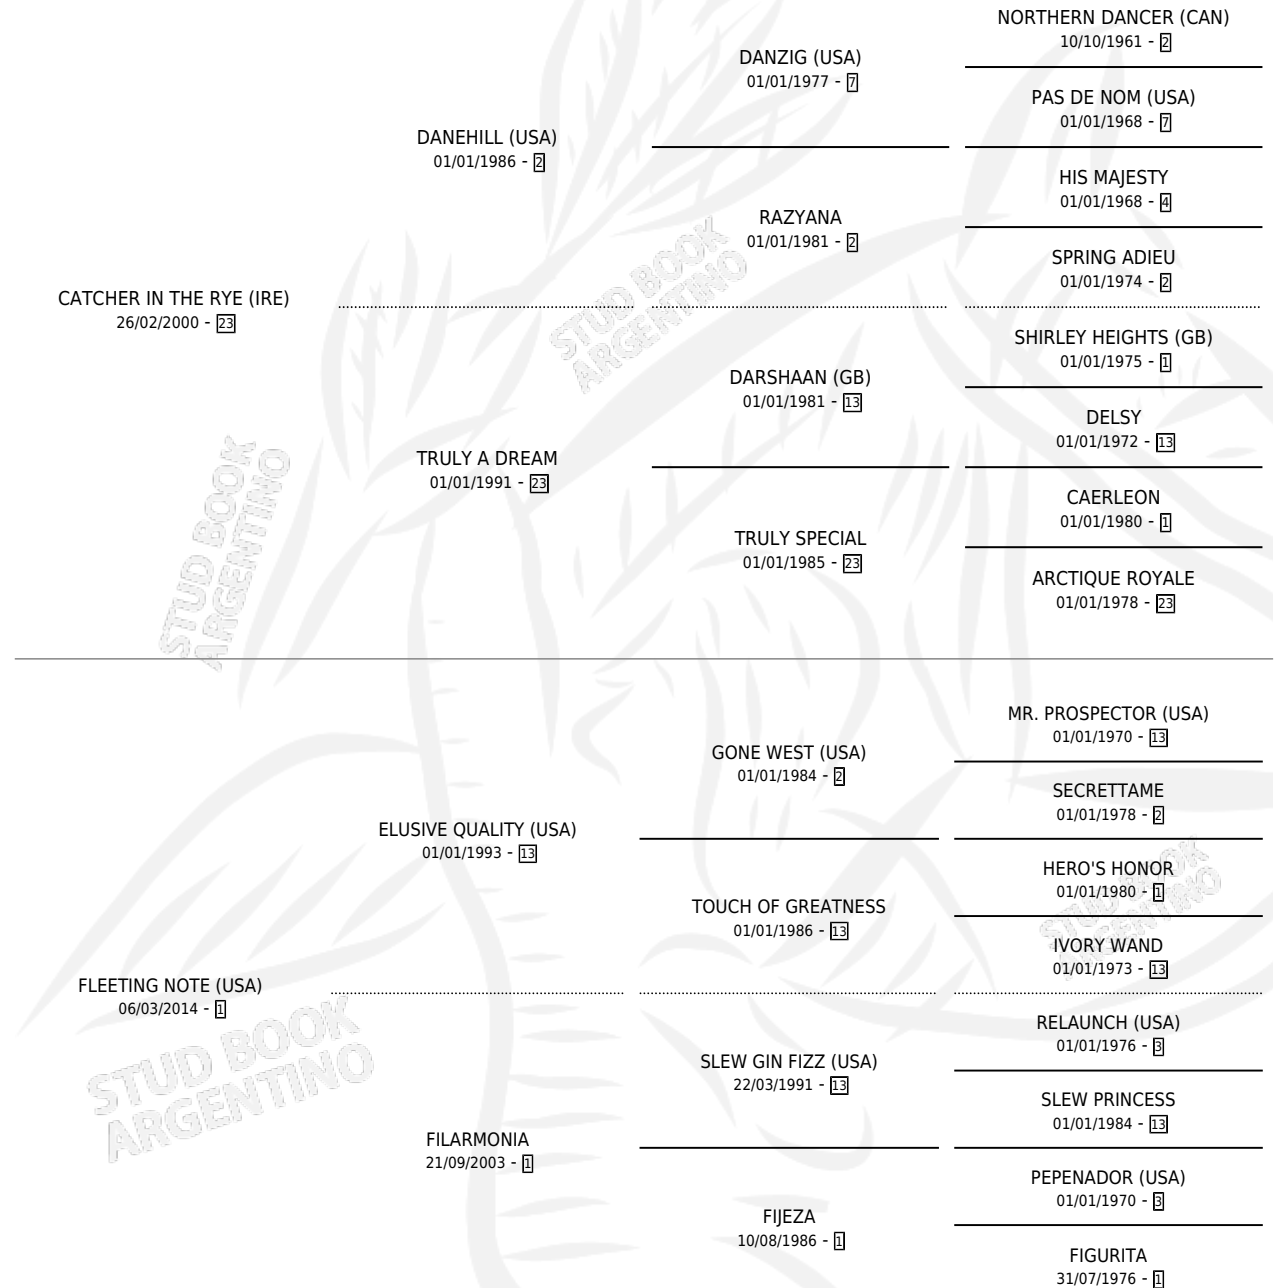 NORTHERN DANCER (CAN)
10/10/1961 - 2
DANZIG (USA)
01/01/1977 - 7
PAS DE NOM (USA)
01/01/1968 - 7
DANEHILL (USA)
01/01/1986 - 2
HIS MAJESTY
01/01/1968 - 4
RAZYANA
01/01/1981 - 2
SPRING ADIEU
01/01/1974 - 2
CATCHER IN THE RYE (IRE)
26/02/2000 - 23
STUD BOOK
ARGENTINO
SHIRLEY HEIGHTS (GB)
01/01/1975 - 1
DARSHAAN (GB)
01/01/1981 - 13
DELSY
01/01/1972 - 13
TRULY A DREAM
01/01/1991 - 23
CAERLEON
01/01/1980 - 1
TRULY SPECIAL
01/01/1985 - 23
ARCTIQUE ROYALE
01/01/1978 - 23
STUD BOOK
ARGENTINO
MR. PROSPECTOR (USA)
01/01/1970 - 13
GONE WEST (USA)
01/01/1984 - 2
SECRETTAME
01/01/1978 - 2
ELUSIVE QUALITY (USA)
01/01/1993 - 13
HERO'S HONOR
01/01/1980 - 1
TOUCH OF GREATNESS
01/01/1986 - 13
IVORY WAND
01/01/1973 - 13
STUD BOOK
ARGENTINO
FLEETING NOTE (USA)
06/03/2014 - 1
STUD BOOK
ARGENTINO
RELAUNCH (USA)
01/01/1976 - 3
SLEW GIN FIZZ (USA)
22/03/1991 - 13
SLEW PRINCESS
01/01/1984 - 13
FILARMONIA
21/09/2003 - 1
PEPENADOR (USA)
01/01/1970 - 3
FIJEZA
10/08/1986 - 1
FIGURITA
31/07/1976 - 1